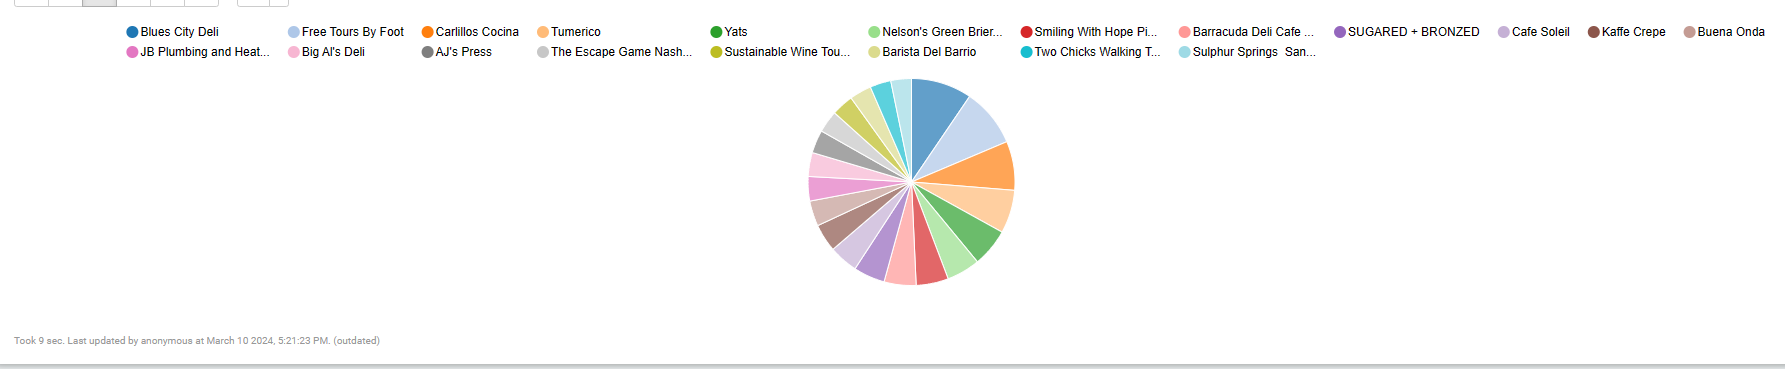 Blues City Deli Free Tours By Foot Carlillos Cocina Tumerico Yats Nelson's Green Brier... Smiling With Hope Pi... Barracuda Deli Cafe ... SUGARED + BRONZED Cafe Soleil Kaffe Crepe Buena Onda
JB Plumbing and Heat... Big Al's Deli AJ's Press The Escape Game Nash... Sustainable Wine Tou... Barista Del Barrio Two Chicks Walking T... Sulphur Springs  San...
Took 9 sec. Last updated by anonymous at March 10 2024, 5:21:23 PM. (outdated)